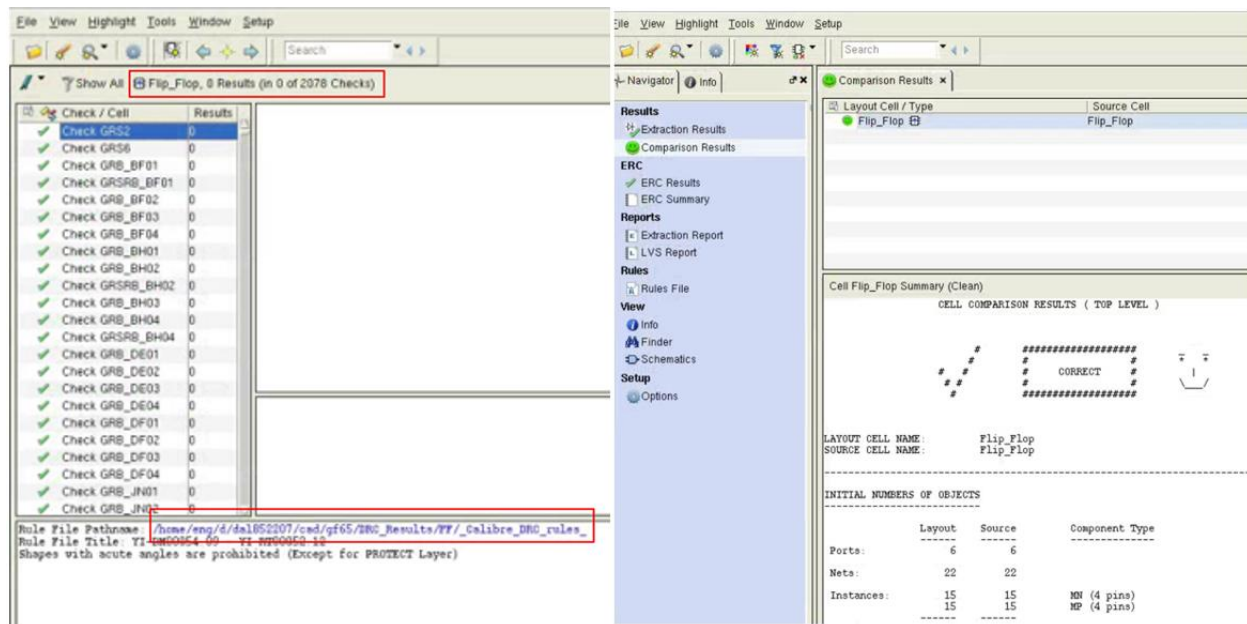 File View Highlight Tools Window Setup
Search
Show All Flip_Flop, 0 Results (in 0 of 2078 Checks)
Check / Cell Results
Check GRS2 0
Check GRS6 0
Check GRB_BF01 0
Check GRSRB_BF01 0
Check GRB_BF02 0
Check GRB_BF03 0
Check GRB_BF04 0
Check GRB_BH01 0
Check GRB_BH02 0
Check GRSRB_BH02 0
Check GRB_BH03 0
Check GRB_BH04 0
Check GRSRB_BH04 0
Check GRB_DE01 0
Check GRB_DE02 0
Check GRB_DE03 0
Check GRB_DE04 0
Check GRB_DF01 0
Check GRB_DF02 0
Check GRB_DF03 0
Check GRB_DF04 0
Check GRB_JN01 0
Check GRB_JN02 0
Rule File Pathname: /home/eng/d/dal852207/cad/gf65/DRC_Results/FF/_Calibre_DRC_rules_
Rule File Title:
Shapes with acute angles are prohibited (Except for PROTECT Layer)
File View Highlight Tools Window Setup
Search
Navigator Info
Results
Extraction Results
Comparison Results
ERC
ERC Results
ERC Summary
Reports
Extraction Report
LVS Report
Rules
Rules File
View
Info
Finder
Schematics
Setup
Options
Comparison Results
Layout Cell / Type Source Cell
Flip_Flop Flip_Flop
Cell Flip_Flop Summary (Clean)
CELL COMPARISON RESULTS ( TOP LEVEL )
CORRECT
LAYOUT CELL NAME: Flip_Flop
SOURCE CELL NAME: Flip_Flop
INITIAL NUMBERS OF OBJECTS
Layout Source Component Type
Ports: 6 6
Nets: 22 22
Instances: 15 15 MN (4 pins)
15 15 MP (4 pins)